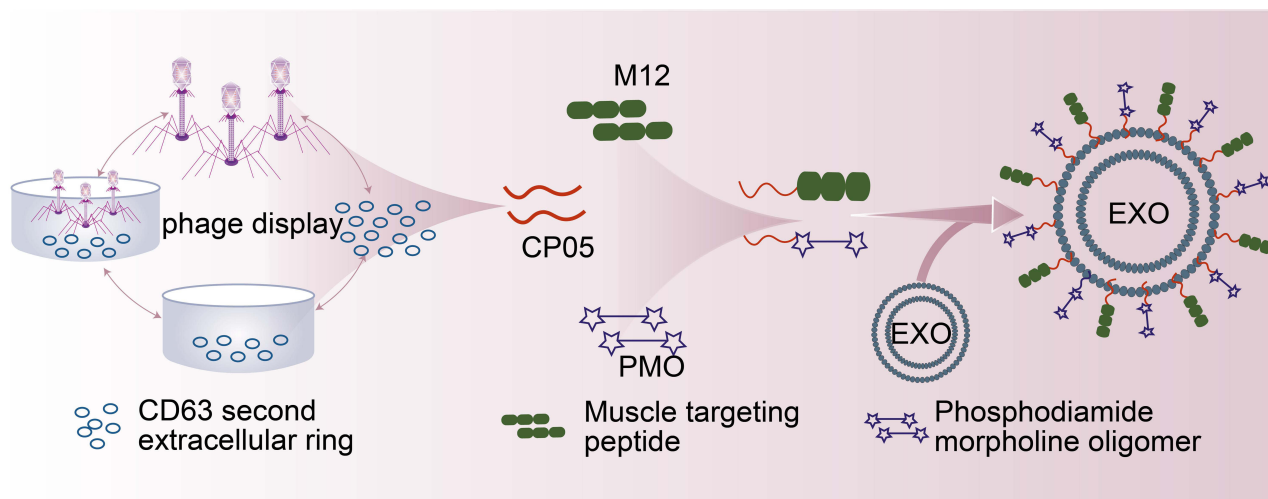 M12
phage display
CP05
PMO
EXO
EXO
CD63 second
extracellular ring
Muscle targeting
peptide
Phosphodiamide
morpholine oligomer